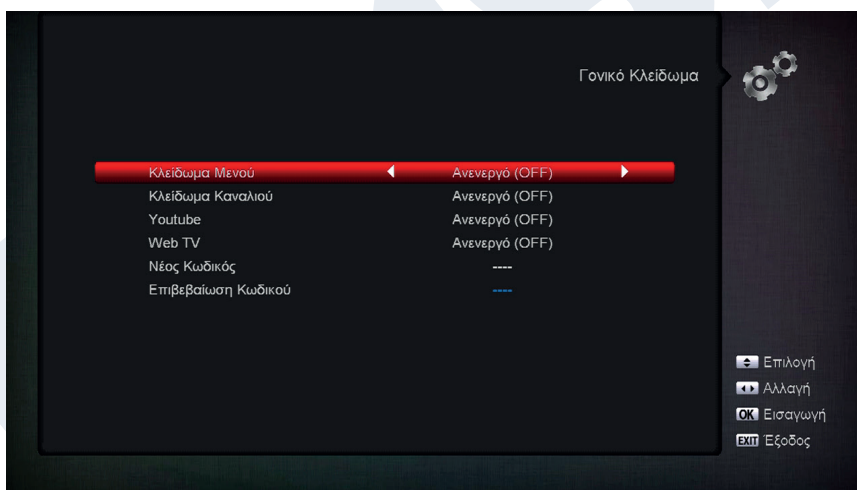 Γονικό Κλείδωμα
Κλείδωμα Μενού Ανενεργό (OFF)
Κλείδωμα Καναλιού Ανενεργό (OFF)
Youtube Ανενεργό (OFF)
Web TV Ανενεργό (OFF)
Νέος Κωδικός ----
Επιβεβαίωση Κωδικού ----
Επιλογή
Αλλαγή
OK Εισαγωγή
EXIT Έξοδος